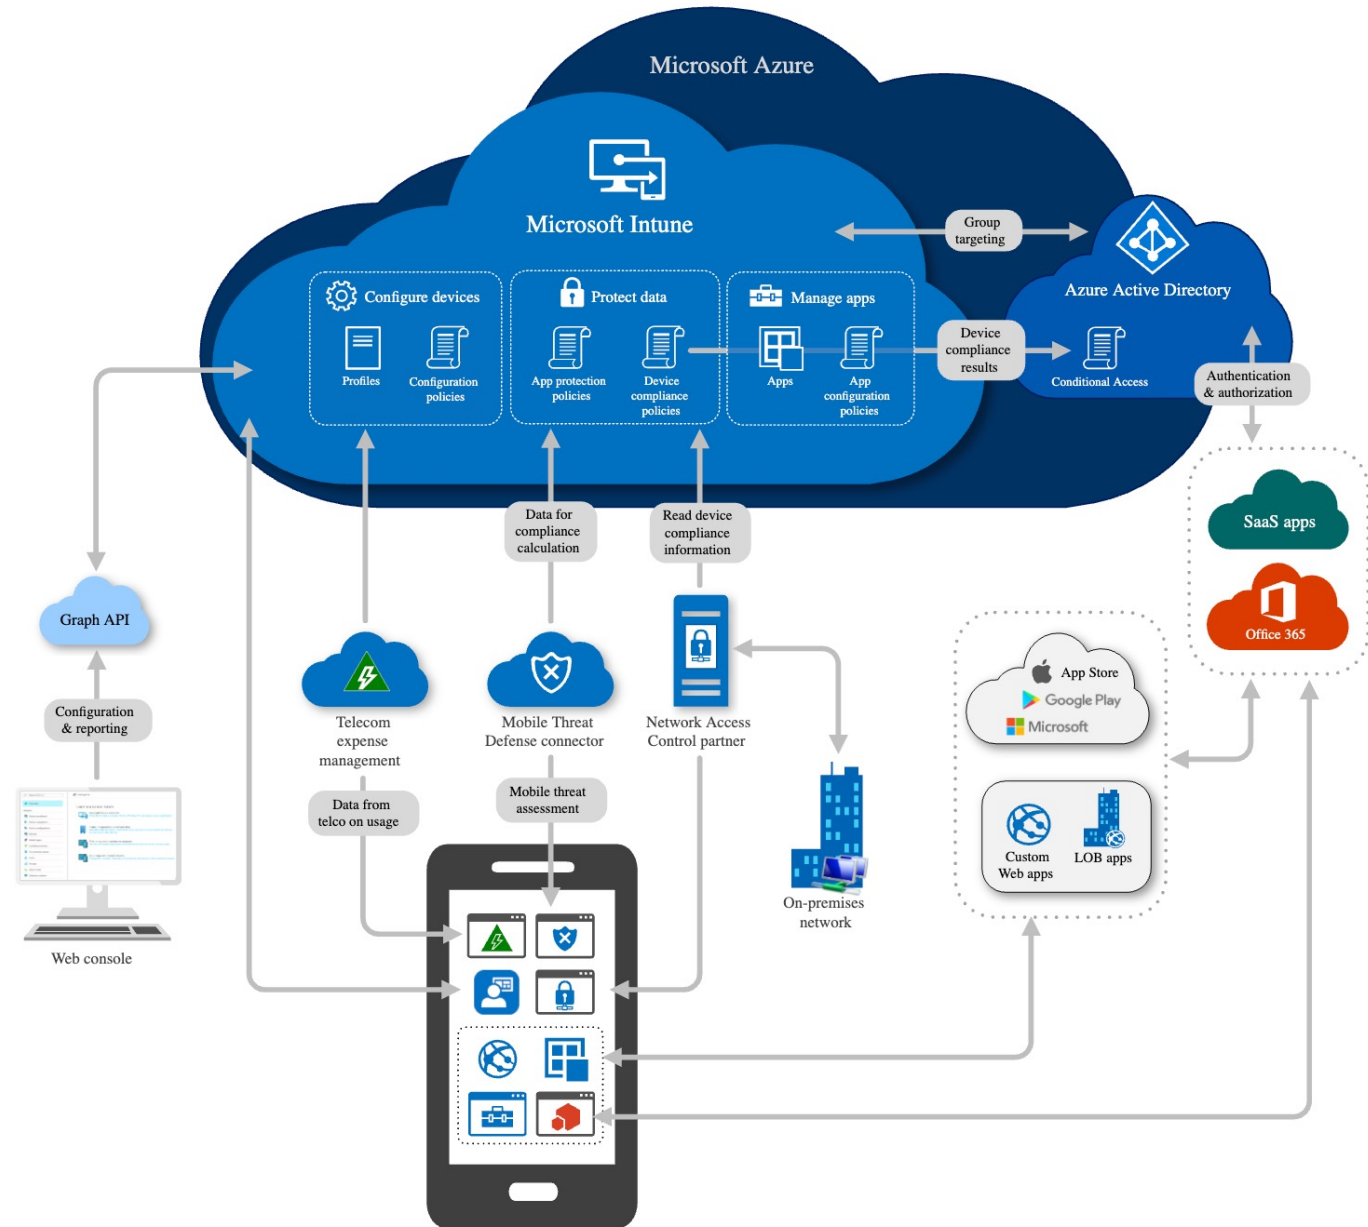 Microsoft Azure
Microsoft Intune
Group
targeting
Azure Active Directory
Configure devices
Protect data
Manage apps
Profiles
Configuration
policies
App protection
policies
Device
compliance
policies
Apps
App
configuration
policies
Device
compliance
results
Conditional Access
Authentication
& authorization
SaaS apps
Office 365
Data for
compliance
calculation
Read device
compliance
information
Graph API
Configuration
& reporting
Telecom
expense
management
Mobile Threat
Defense connector
Network Access
Control partner
App Store
Google Play
Microsoft
Data from
telco on usage
Mobile threat
assessment
Custom
Web apps
LOB apps
On-premises
network
Web console